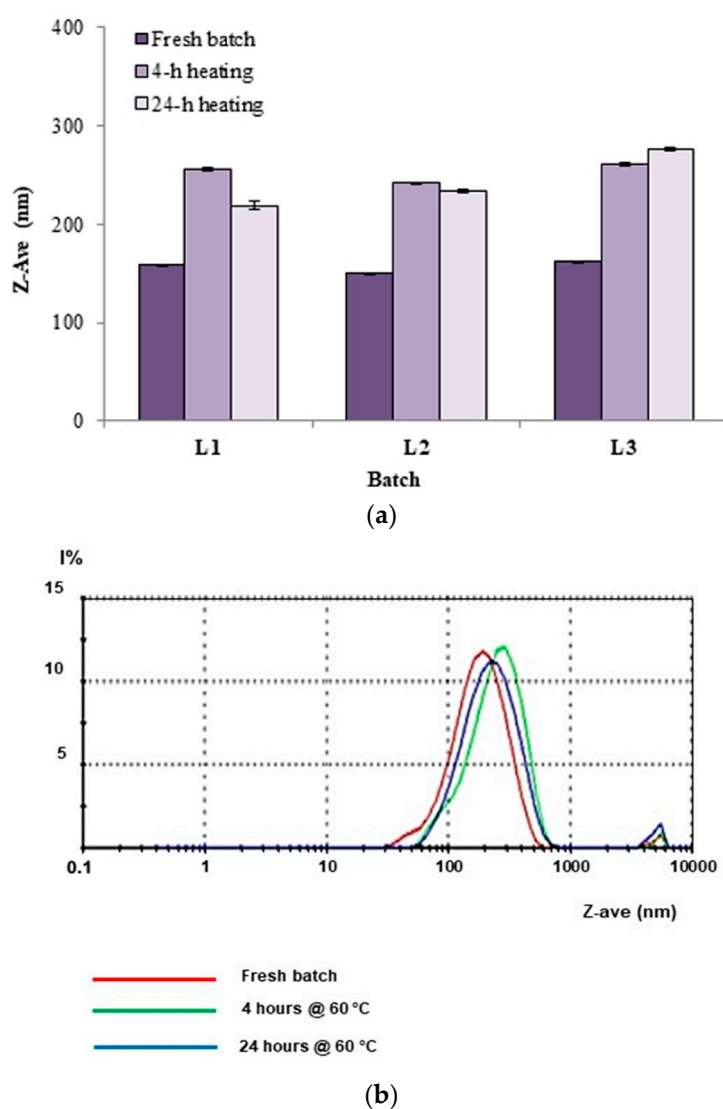 400
300
200
100
0
Z-Ave (nm)
Fresh batch
4-h heating
24-h heating
L1 L2 L3
Batch
(a)
I%
15
10
5
0.1 1 10 100 1000 10000
Z-ave (nm)
Fresh batch
4 hours @ 60 °C
24 hours @ 60 °C
(b)